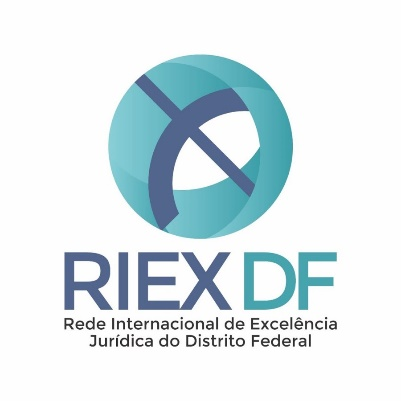 RIEX DF
Rede Internacional de Excelência
Jurídica do Distrito Federal